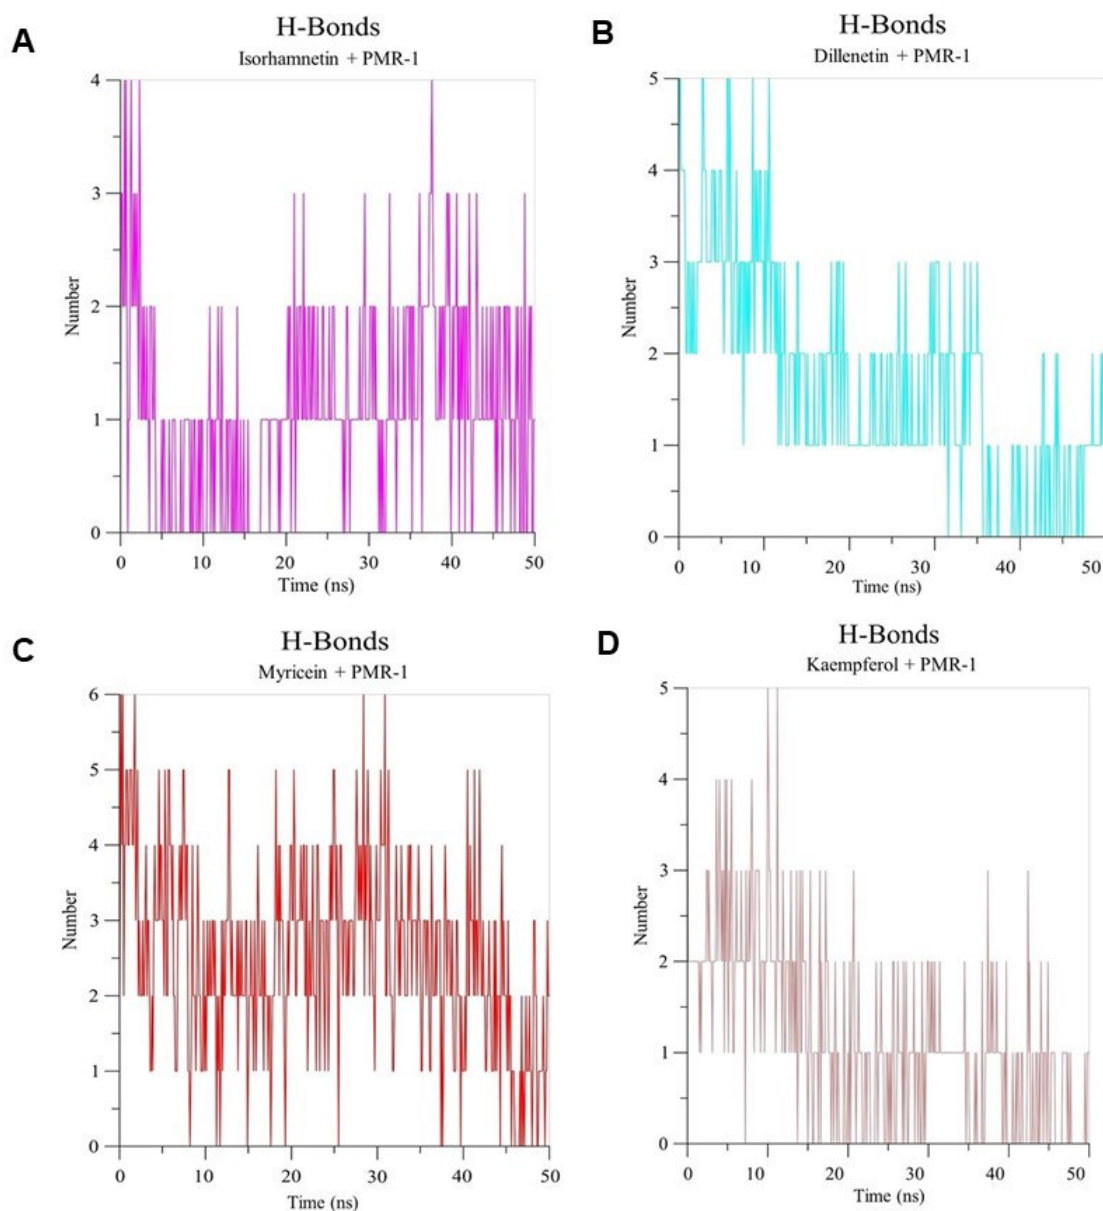 A
H-Bonds
Isorhamnetin + PMR-1
4
3
2
1
0
Number
0 10 20 30 40 50
Time (ns)
B
H-Bonds
Dillenetin + PMR-1
5
4
3
2
1
0
Number
0 10 20 30 40 50
Time (ns)
C
H-Bonds
Myricein + PMR-1
6
5
4
3
2
1
0
Number
0 10 20 30 40 50
Time (ns)
D
H-Bonds
Kaempferol + PMR-1
5
4
3
2
1
0
Number
0 10 20 30 40 50
Time (ns)